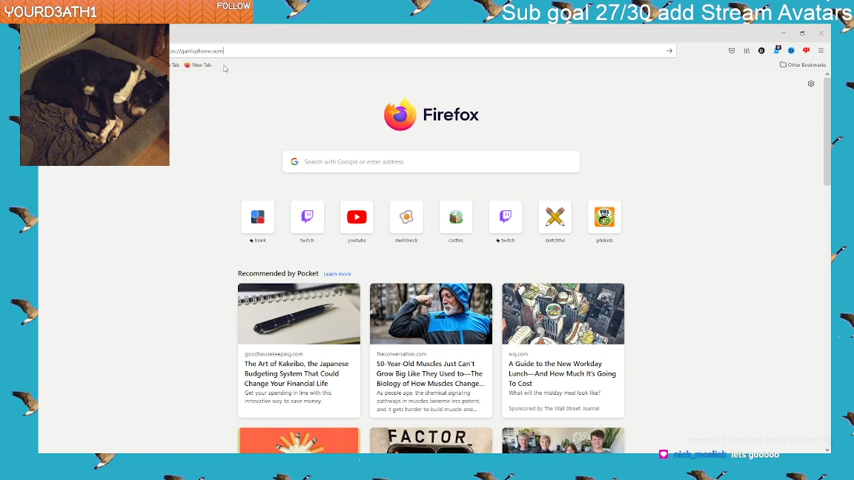 YOURD3ATH1
FOLLOW
Sub goal 27/30 add Stream Avatars
New Tab
Other Bookmarks
Firefox
Search with Google or enter address
twitch
youtube
castles
twitch
sketchful
Recommended by Pocket
Learn more
goodhousekeeping.com
The Art of Kakeibo, the Japanese
Budgeting System That Could
Change Your Financial Life
Get your spending in line with this
innovative way to save money.
theconversation.com
50-Year-Old Muscles Just Can't
Grow Big Like They Used to—The
Biology of How Muscles Change...
As people age, the chemical signaling
pathways in muscles become less potent,
and it gets harder to build muscle and...
wsj.com
A Guide to the New Workday
Lunch—And How Much It's Going
To Cost
What will the midday meal look like?
Sponsored by The Wall Street Journal
FACTOR
lets gooooo